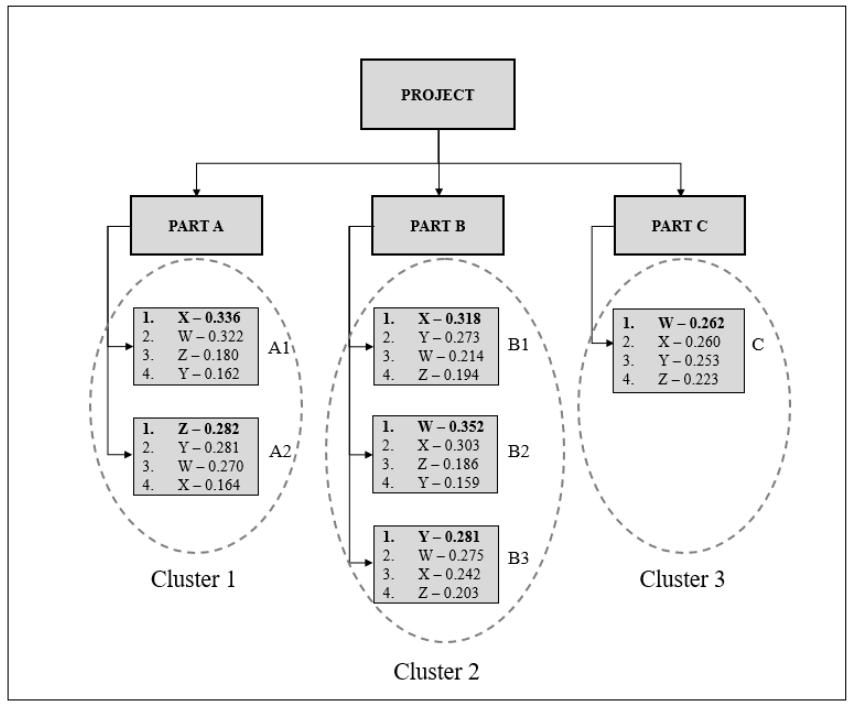 PROJECT
PART A
PART B
PART C
1. X – 0.336
2. W – 0.322
3. Z – 0.180
4. Y – 0.162
A1
1. Z – 0.282
2. Y – 0.281
3. W – 0.270
4. X – 0.164
A2
Cluster 1
1. X – 0.318
2. Y – 0.273
3. W – 0.214
4. Z – 0.194
B1
1. W – 0.352
2. X – 0.303
3. Z – 0.186
4. Y – 0.159
B2
1. Y – 0.281
2. W – 0.275
3. X – 0.242
4. Z – 0.203
B3
Cluster 2
1. W – 0.262
2. X – 0.260
3. Y – 0.253
4. Z – 0.223
C
Cluster 3